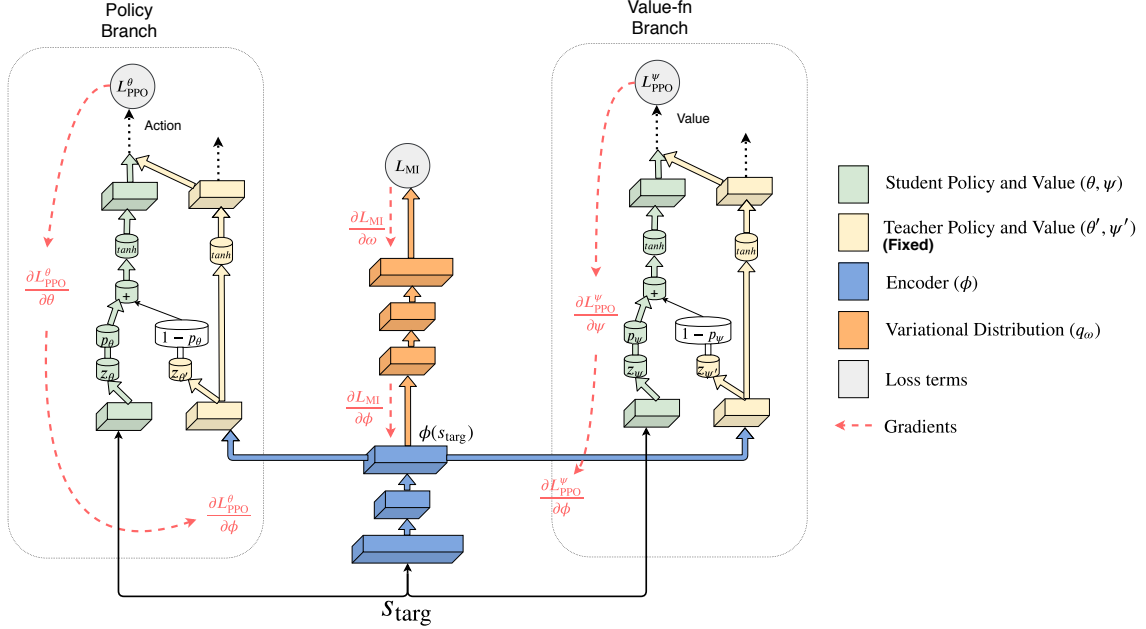 Policy
Branch
Value-fn
Branch
L^θ_PPO
Action
L_MI
L^ψ_PPO
Value
∂L_MI
∂ω
tanh
tanh
+
p_θ
1 − p_θ
z_θ
z_θ′
∂L^θ_PPO
∂θ
∂L_MI
∂ϕ
ϕ(s_targ)
∂L^θ_PPO
∂ϕ
tanh
tanh
+
p_ψ
1 − p_ψ
z_ψ
z_ψ′
∂L^ψ_PPO
∂ψ
∂L^ψ_PPO
∂ϕ
s_targ
Student Policy and Value (θ, ψ)
Teacher Policy and Value (θ′, ψ′)
(Fixed)
Encoder (ϕ)
Variational Distribution (q_ω)
Loss terms
Gradients